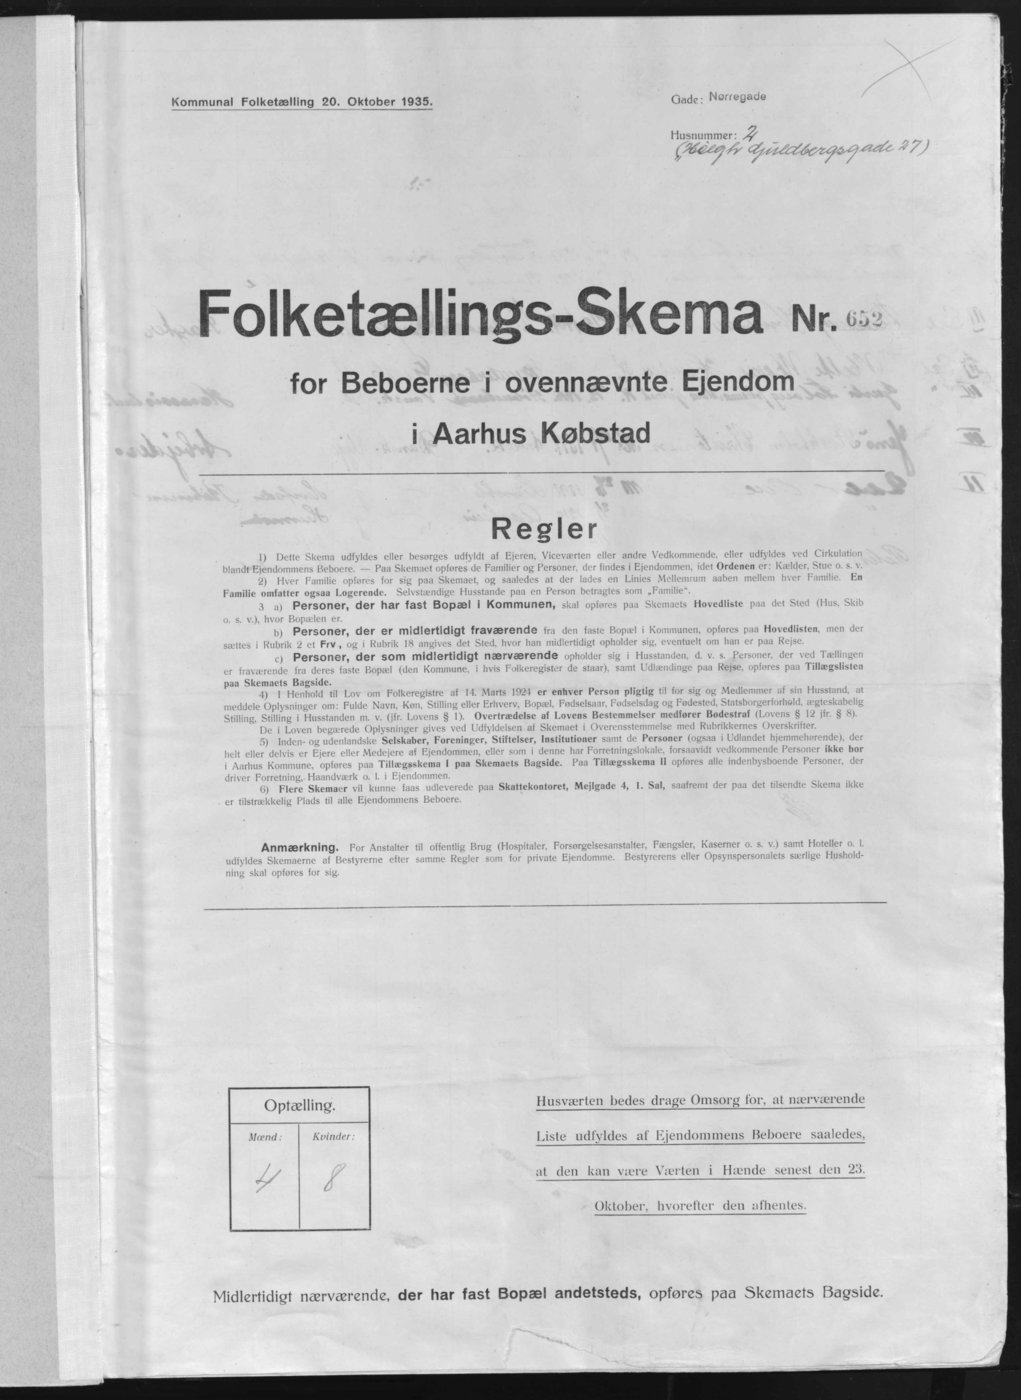 Kommunal Folketælling 20. Oktober 1935.
Gade: Nørregade
Husnummer: 2
Guldbergsgade 27)
Folketællings-Skema Nr. 652
for Beboerne i ovennævnte Ejendom
i Aarhus Købstad
Regler
1) Dette Skema udfyldes eller besørges udfyldt af Ejeren, Viceværten eller andre Vedkommende, eller udfyldes ved Cirkulation
blandt Ejendommens Beboere. — Paa Skemaet opføres de Familier og Personer, der findes i Ejendommen, idet Ordenen er: Kælder, Stue o. s. v.
2) Hver Familie opføres for sig paa Skemaet, og saaledes at der lades en Linies Mellemrum aaben mellem hver Familie. En
Familie omfatter ogsaa Logerende. Selvstændige Husstande paa en Person betragtes som „Familie“.
3 a) Personer, der har fast Bopæl i Kommunen, skal opføres paa Skemaets Hovedliste paa det Sted (Hus, Skib
o. s. v.), hvor Bopælen er.
b) Personer, der er midlertidigt fraværende fra den faste Bopæl i Kommunen, opføres paa Hovedlisten, men der
sættes i Rubrik 2 et Frv, og i Rubrik 18 angives det Sted, hvor han midlertidigt opholder sig, eventuelt om han er paa Rejse.
c) Personer, der som midlertidigt nærværende opholder sig i Husstanden, d. v. s. Personer, der ved Tællingen
er fraværende fra deres faste Bopæl (den Kommune, i hvis Folkeregister de staar), samt Udlændinge paa Rejse, opføres paa Tillægslisten
paa Skemaets Bagside.
4) I Henhold til Lov om Folkeregistre af 14. Marts 1924 er enhver Person pligtig til for sig og Medlemmer af sin Husstand, at
meddele Oplysninger om: Fulde Navn, Køn, Stilling eller Erhverv, Bopæl, Fødselsaar, Fødselsdag og Fødested, Statsborgerforhold, ægteskabelig
Stilling, Stilling i Husstanden m. v. (jfr. Lovens § 1). Overtrædelse af Lovens Bestemmelser medfører Bødestraf (Lovens § 12 jfr. § 8).
De i Loven begærede Oplysninger gives ved Udfyldelsen af Skemaet i Overensstemmelse med Rubrikkernes Overskrifter.
5) Inden- og udenlandske Selskaber, Foreninger, Stiftelser, Institutioner samt de Personer (ogsaa i Udlandet hjemmehørende), der
helt eller delvis er Ejere eller Medejere af Ejendommen, eller som i denne har Forretningslokale, forsaavidt vedkommende Personer ikke bor
i Aarhus Kommune, opføres paa Tillægsskema I paa Skemaets Bagside. Paa Tillægsskema II opføres alle indenbysboende Personer, der
driver Forretning, Haandværk o. l. i Ejendommen.
6) Flere Skemaer vil kunne faas udleverede paa Skattekontoret, Mejlgade 4, 1. Sal, saafremt der paa det tilsendte Skema ikke
er tilstrækkelig Plads til alle Ejendommens Beboere.
Anmærkning. For Anstalter til offentlig Brug (Hospitaler, Forsørgelsesanstalter, Fængsler, Kaserner o. s. v.) samt Hoteller o. l.
udfyldes Skemaerne af Bestyrerne efter samme Regler som for private Ejendomme. Bestyrerens eller Opsynspersonalets særlige Hushold-
ning skal opføres for sig.
Optælling.
Mænd: Kvinder:
4 8
Husværten bedes drage Omsorg for, at nærværende
Liste udfyldes af Ejendommens Beboere saaledes,
at den kan være Værten i Hænde senest den 23.
Oktober, hvorefter den afhentes.
Midlertidigt nærværende, der har fast Bopæl andetsteds, opføres paa Skemaets Bagside.